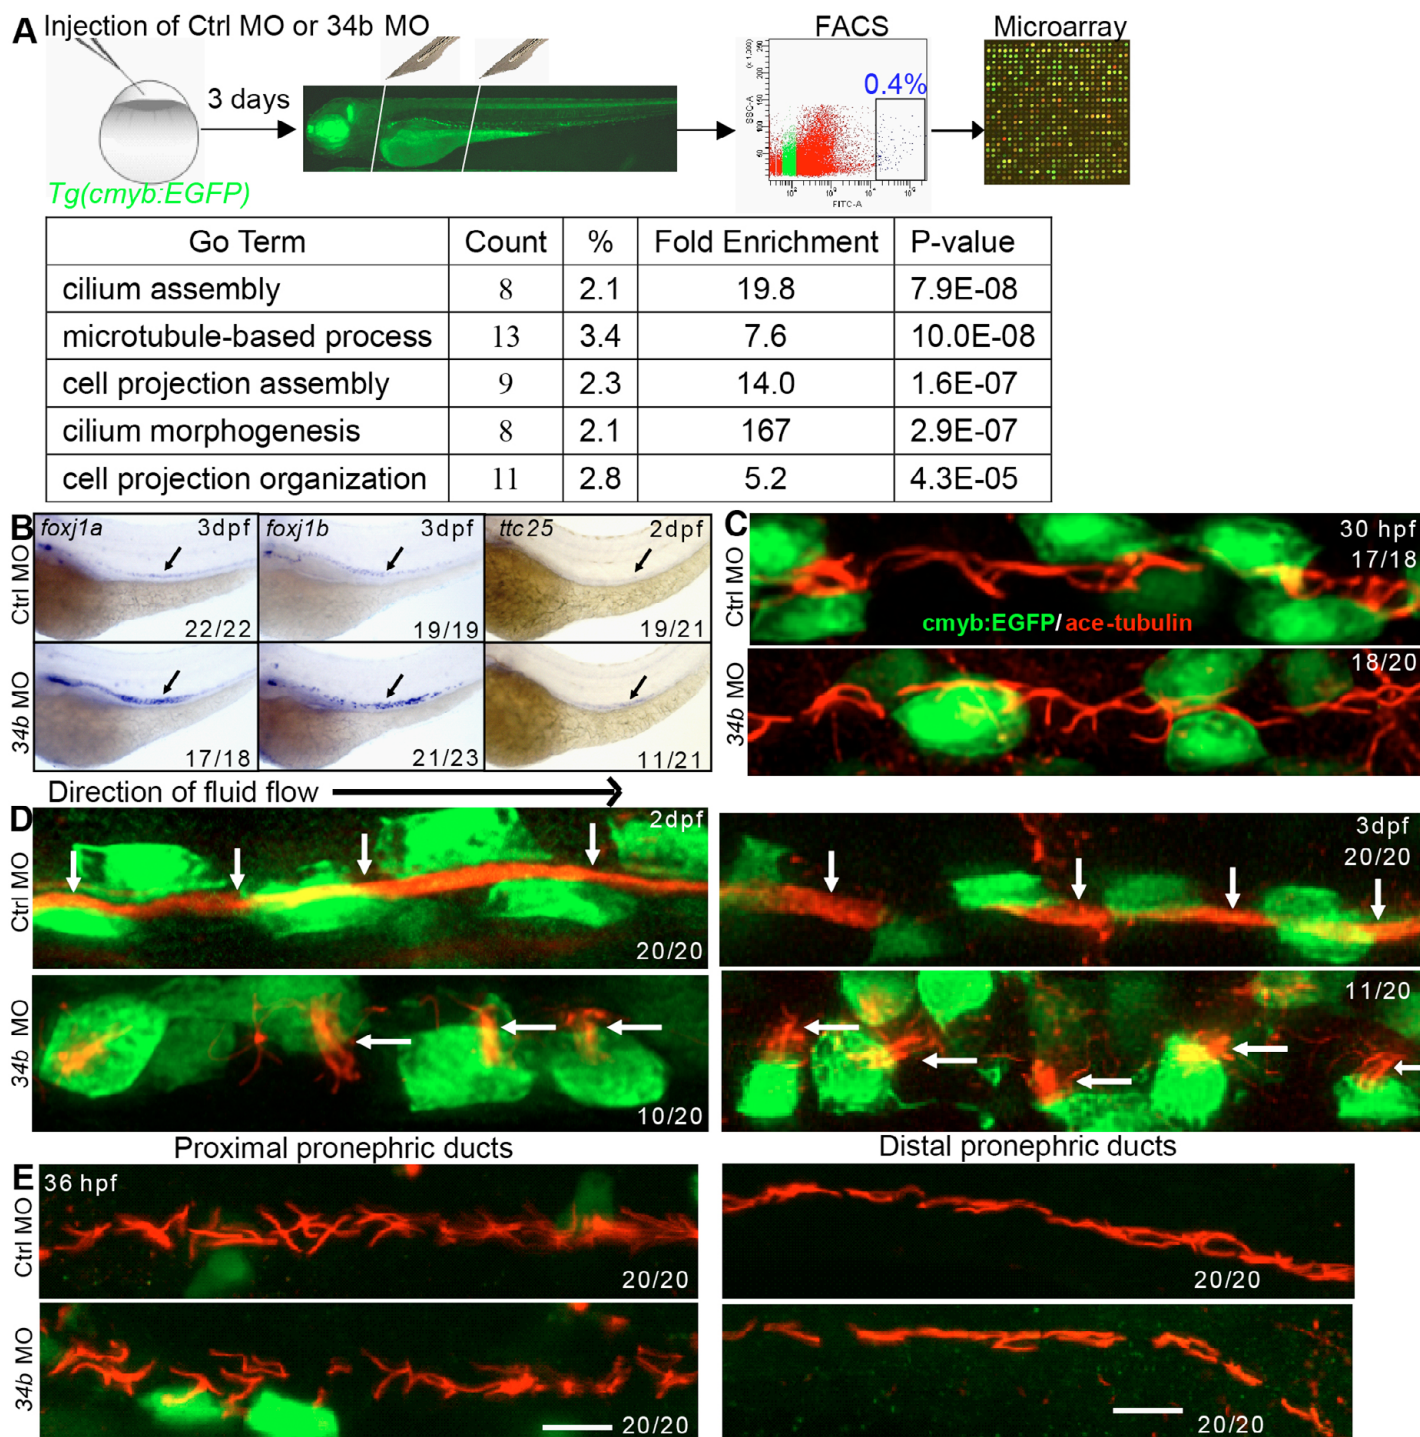 A Injection of Ctrl MO or 34b MO
FACS
Microarray
3 days
0.4%
(x 1,000)
SSC-A
FITC-A
Tg(cmyb:EGFP)
Go Term Count % Fold Enrichment P-value
cilium assembly 8 2.1 19.8 7.9E-08
microtubule-based process 13 3.4 7.6 10.0E-08
cell projection assembly 9 2.3 14.0 1.6E-07
cilium morphogenesis 8 2.1 167 2.9E-07
cell projection organization 11 2.8 5.2 4.3E-05
B
Ctrl MO
foxj1a 3dpf
22/22
foxj1b 3dpf
19/19
ttc25 2dpf
19/21
34b MO
17/18
21/23
11/21
C
Ctrl MO
30 hpf
17/18
cmyb:EGFP/ace-tubulin
34b MO
18/20
Direction of fluid flow
D
Ctrl MO
2dpf
20/20
3dpf
20/20
34b MO
10/20
11/20
Proximal pronephric ducts
Distal pronephric ducts
E
Ctrl MO
36 hpf
20/20
20/20
34b MO
20/20
20/20